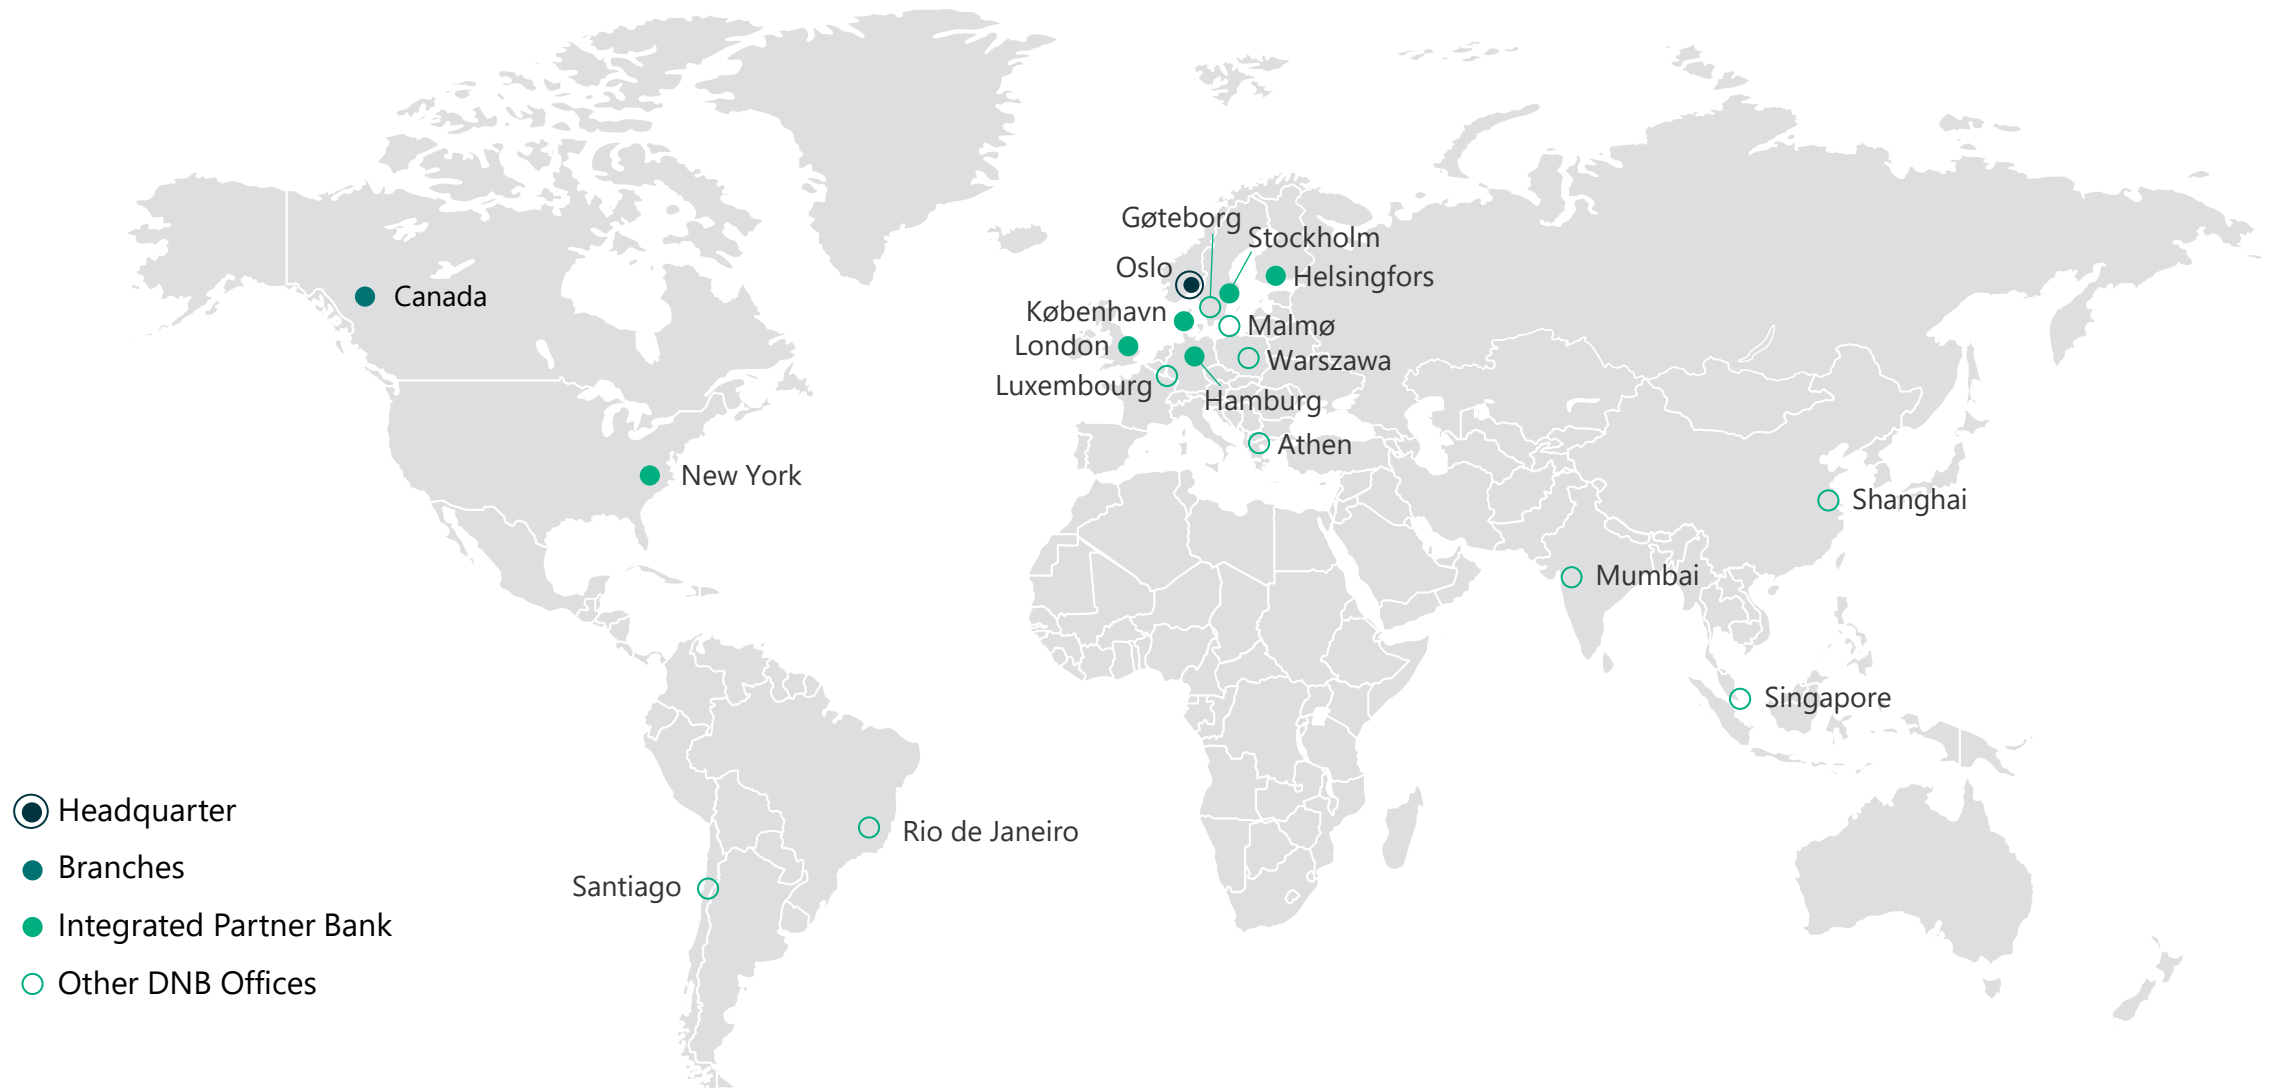 Gøteborg
Stockholm
Oslo
Helsingfors
Canada
København
Malmø
London
Warszawa
Luxembourg
Hamburg
Athen
New York
Shanghai
Mumbai
Singapore
Headquarter
Rio de Janeiro
Branches
Santiago
Integrated Partner Bank
Other DNB Offices